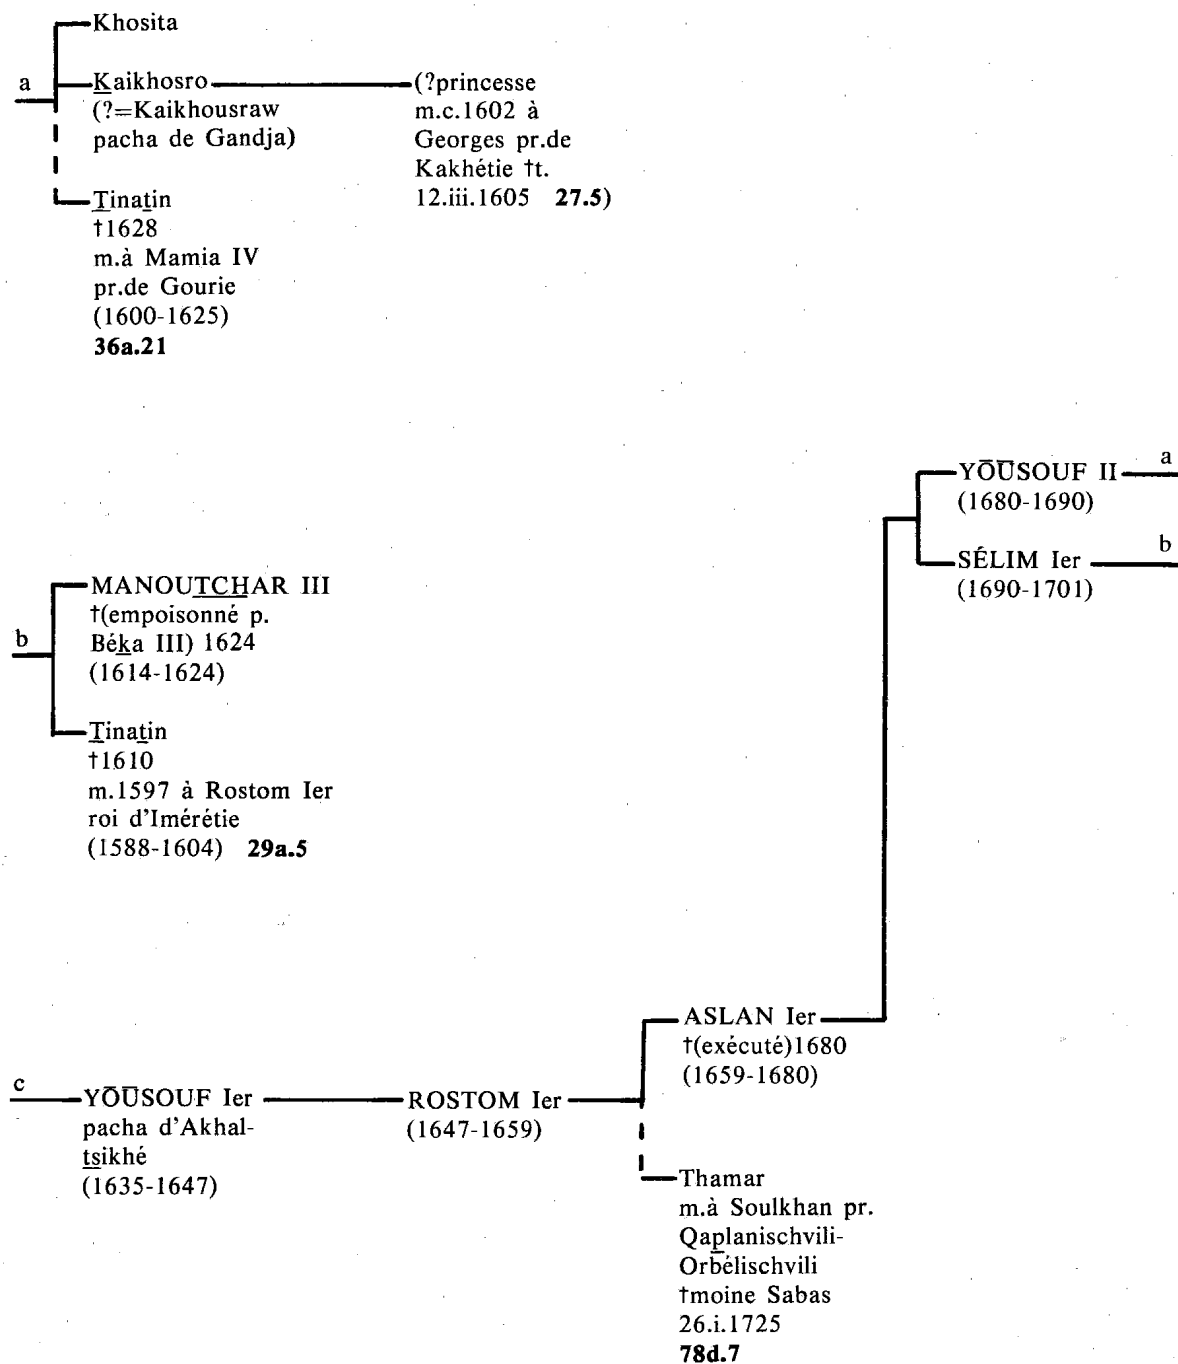 a
Khosita
Kaikhosro
(?=Kaikhousraw
pacha de Gandja)
(?princesse
m.c.1602 à
Georges pr.de
Kakhétie †t.
12.iii.1605 27.5)
Tinatin
†1628
m.à Mamia IV
pr.de Gourie
(1600-1625)
36a.21
b
MANOUTCHAR III
†(empoisonné p.
Béka III) 1624
(1614-1624)
Tinatin
†1610
m.1597 à Rostom Ier
roi d'Imérétie
(1588-1604) 29a.5
c
YŌŪSOUF Ier
pacha d'Akhal-
tsikhé
(1635-1647)
ROSTOM Ier
(1647-1659)
ASLAN Ier
†(exécuté)1680
(1659-1680)
Thamar
m.à Soulkhan pr.
Qaplanischvili-
Orbélischvili
†moine Sabas
26.i.1725
78d.7
YŌŪSOUF II
(1680-1690)
a
SÉLIM Ier
(1690-1701)
b